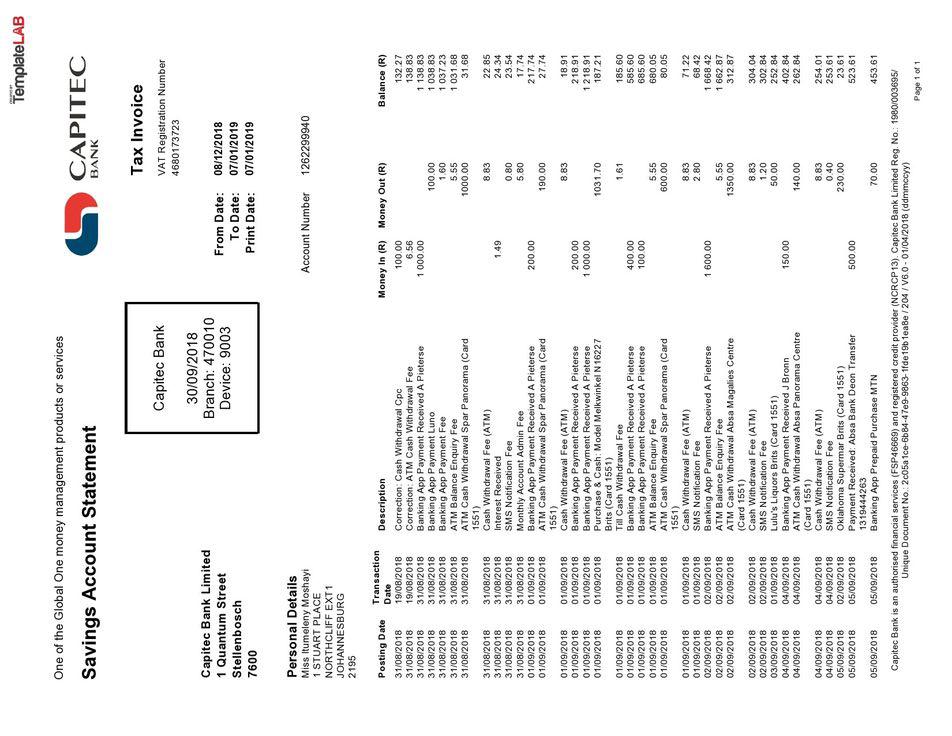 CREATED BY
TemplateLAB
One of the Global One money management products or services
Savings Account Statement
CAPITEC
BANK
Capitec Bank
30/09/2018
Branch: 470010
Device: 9003
Tax Invoice
VAT Registration Number
4680173723
Capitec Bank Limited
1 Quantum Street
Stellenbosch
7600
From Date: 08/12/2018
To Date: 07/01/2019
Print Date: 07/01/2019
Personal Details
Miss Itumeleny Moshayi
1 STUART PLACE
NORTHCLIFF EXT1
JOHANNESBURG
2195
Account Number 1262299940
Posting Date Transaction Date Description Money In (R) Money Out (R) Balance (R)
31/08/2018 19/08/2018 Correction: Cash Withdrawal Cpc 100.00 132.27
31/08/2018 19/08/2018 Correction: ATM Cash Withdrawal Fee 6.56 138.83
31/08/2018 31/08/2018 Banking App Payment Received A Pieterse 1 000.00 1 138.83
31/08/2018 31/08/2018 Banking App Payment Luno 100.00 1 038.83
31/08/2018 31/08/2018 Banking App Payment Fee 1.60 1 037.23
31/08/2018 31/08/2018 ATM Balance Enquiry Fee 5.55 1 031.68
31/08/2018 31/08/2018 ATM Cash Withdrawal Spar Panorama (Card 1000.00 31.68
1551)
31/08/2018 31/08/2018 Cash Withdrawal Fee (ATM) 8.83 22.85
31/08/2018 31/08/2018 Interest Received 1.49 24.34
31/08/2018 31/08/2018 SMS Notification Fee 0.80 23.54
31/08/2018 31/08/2018 Monthly Account Admin Fee 5.80 17.74
01/09/2018 01/09/2018 Banking App Payment Received A Pieterse 200.00 217.74
01/09/2018 01/09/2018 ATM Cash Withdrawal Spar Panorama (Card 190.00 27.74
1551)
01/09/2018 01/09/2018 Cash Withdrawal Fee (ATM) 8.83 18.91
01/09/2018 01/09/2018 Banking App Payment Received A Pieterse 200.00 218.91
01/09/2018 01/09/2018 Banking App Payment Received A Pieterse 1 000.00 1 218.91
01/09/2018 01/09/2018 Purchase & Cash: Model Melkwinkel N16227 1031.70 187.21
Brits (Card 1551)
01/09/2018 01/09/2018 Till Cash Withdrawal Fee 1.61 185.60
01/09/2018 01/09/2018 Banking App Payment Received A Pieterse 400.00 585.60
01/09/2018 01/09/2018 Banking App Payment Received A Pieterse 100.00 685.60
01/09/2018 01/09/2018 ATM Balance Enquiry Fee 5.55 680.05
01/09/2018 01/09/2018 ATM Cash Withdrawal Spar Panorama (Card 600.00 80.05
1551)
01/09/2018 01/09/2018 Cash Withdrawal Fee (ATM) 8.83 71.22
01/09/2018 01/09/2018 SMS Notification Fee 2.80 68.42
02/09/2018 02/09/2018 Banking App Payment Received A Pieterse 1 600.00 1 668.42
02/09/2018 02/09/2018 ATM Balance Enquiry Fee 5.55 1 662.87
02/09/2018 02/09/2018 ATM Cash Withdrawal Absa Magalies Centre 1350.00 312.87
(Card 1551)
02/09/2018 02/09/2018 Cash Withdrawal Fee (ATM) 8.83 304.04
02/09/2018 02/09/2018 SMS Notification Fee 1.20 302.84
03/09/2018 03/09/2018 Lulu's Liquors Brits (Card 1551) 50.00 252.84
04/09/2018 04/09/2018 Banking App Payment Received J Bronn 150.00 402.84
04/09/2018 04/09/2018 ATM Cash Withdrawal Absa Panorama Centre 140.00 262.84
(Card 1551)
04/09/2018 04/09/2018 Cash Withdrawal Fee (ATM) 8.83 254.01
04/09/2018 04/09/2018 SMS Notification Fee 0.40 253.61
05/09/2018 02/09/2018 Oklahoma Supermar Brits (Card 1551) 230.00 23.61
05/09/2018 05/09/2018 Payment Received: Absa Bank Deon Transfer 500.00 523.61
1319444263
05/09/2018 05/09/2018 Banking App Prepaid Purchase MTN 70.00 453.61
Capitec Bank is an authorised financial services (FSP46669) and registered credit provider (NCRCP13). Capitec Bank Limited Reg. No.: 1980/003695/
Unique Document No.: 2c05a1ce-6b84-47e9-9863-1fde19b1ea8e / 204 / V6.0 - 01/04/2018 (ddmmccyy)
Page 1 of 1